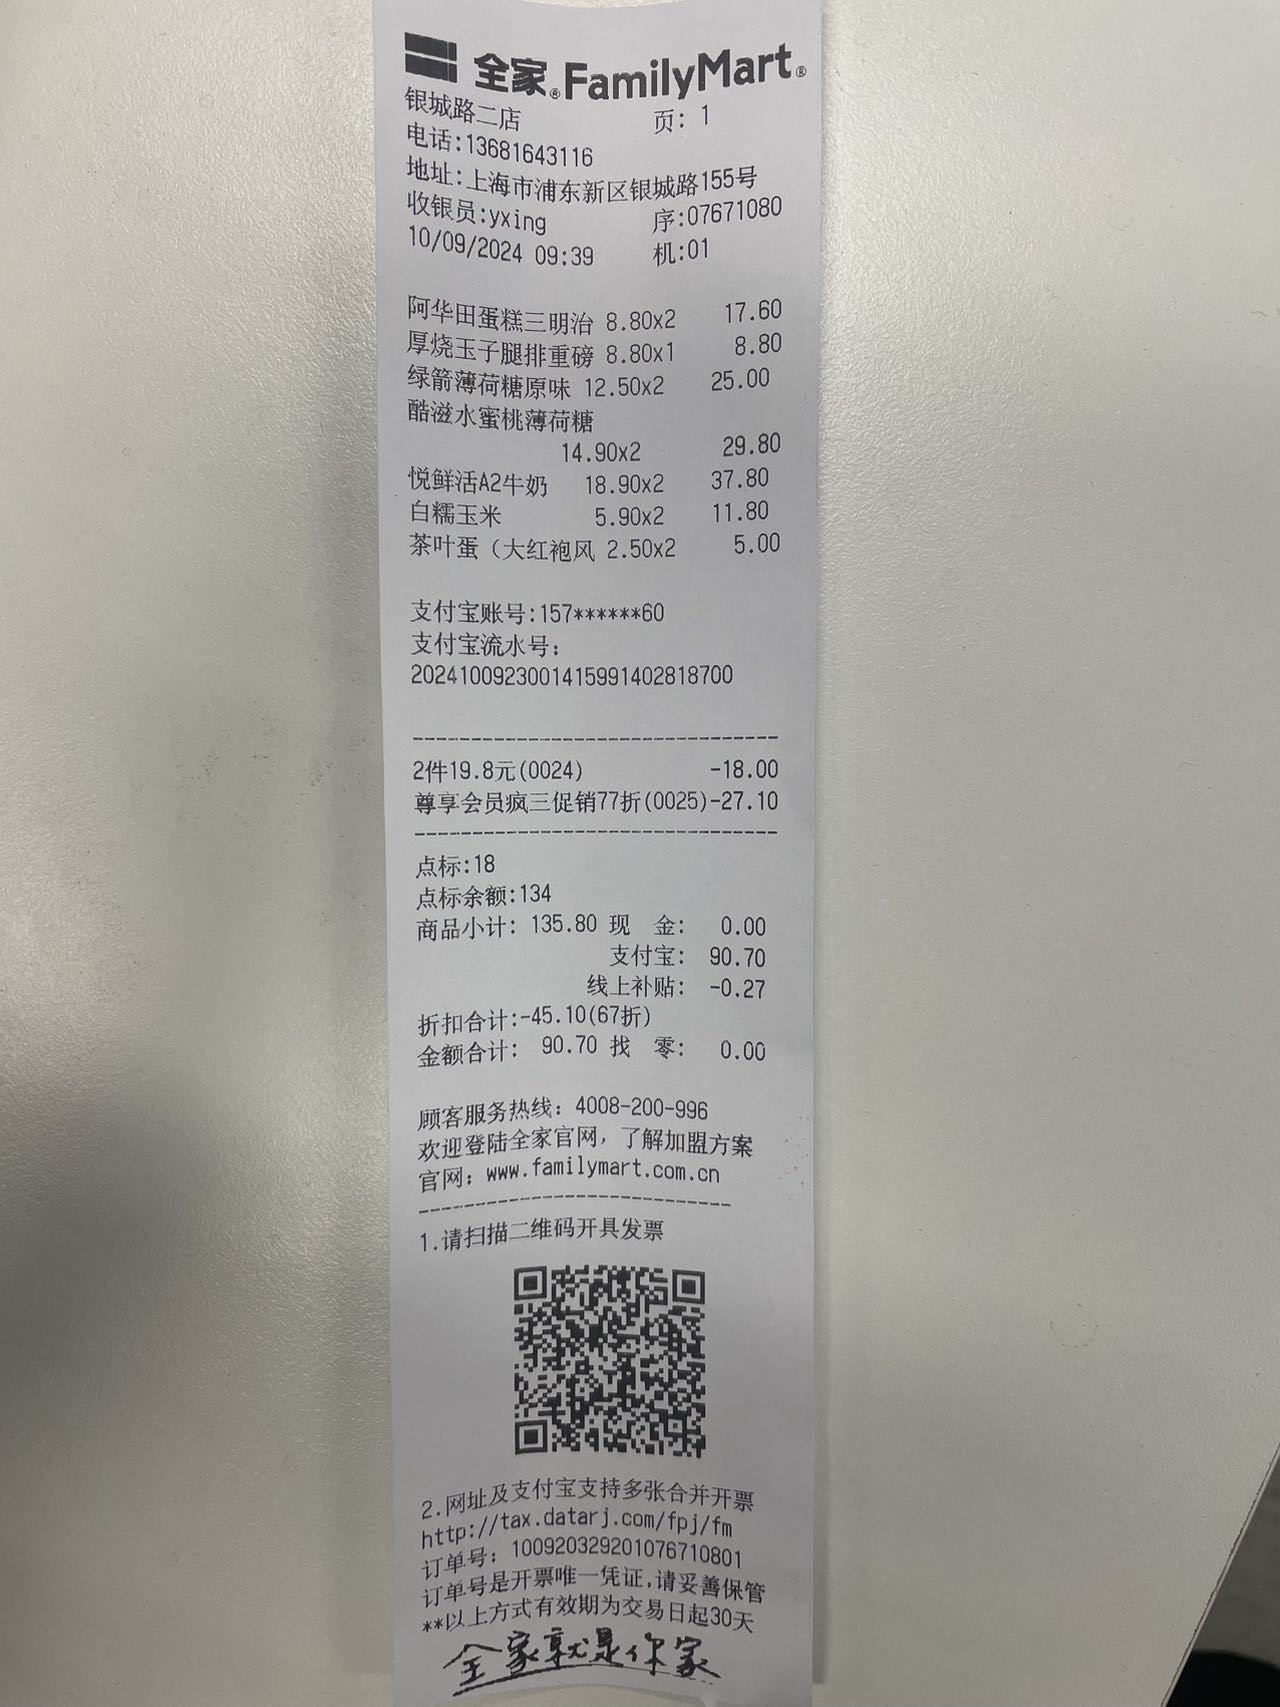 全家®FamilyMart®
银城路二店 页: 1
电话:13681643116
地址:上海市浦东新区银城路155号
收银员:yxing 序:07671080
10/09/2024 09:39 机:01
阿华田蛋糕三明治 8.80x2 17.60
厚烧玉子腿排重磅 8.80x1 8.80
绿箭薄荷糖原味 12.50x2 25.00
酷滋水蜜桃薄荷糖
14.90x2 29.80
悦鲜活A2牛奶 18.90x2 37.80
白糯玉米 5.90x2 11.80
茶叶蛋（大红袍风 2.50x2 5.00
支付宝账号:157******60
支付宝流水号:
2024100923001415991402818700
2件19.8元(0024) -18.00
尊享会员疯三促销77折(0025)-27.10
点标:18
点标余额:134
商品小计: 135.80 现 金: 0.00
支付宝: 90.70
线上补贴: -0.27
折扣合计:-45.10(67折)
金额合计: 90.70 找 零: 0.00
顾客服务热线: 4008-200-996
欢迎登陆全家官网，了解加盟方案
官网: www.familymart.com.cn
1.请扫描二维码开具发票
2.网址及支付宝支持多张合并开票
http://tax.datarj.com/fpj/fm
订单号: 100920329201076710801
订单号是开票唯一凭证,请妥善保管
**以上方式有效期为交易日起30天
全家就是你家